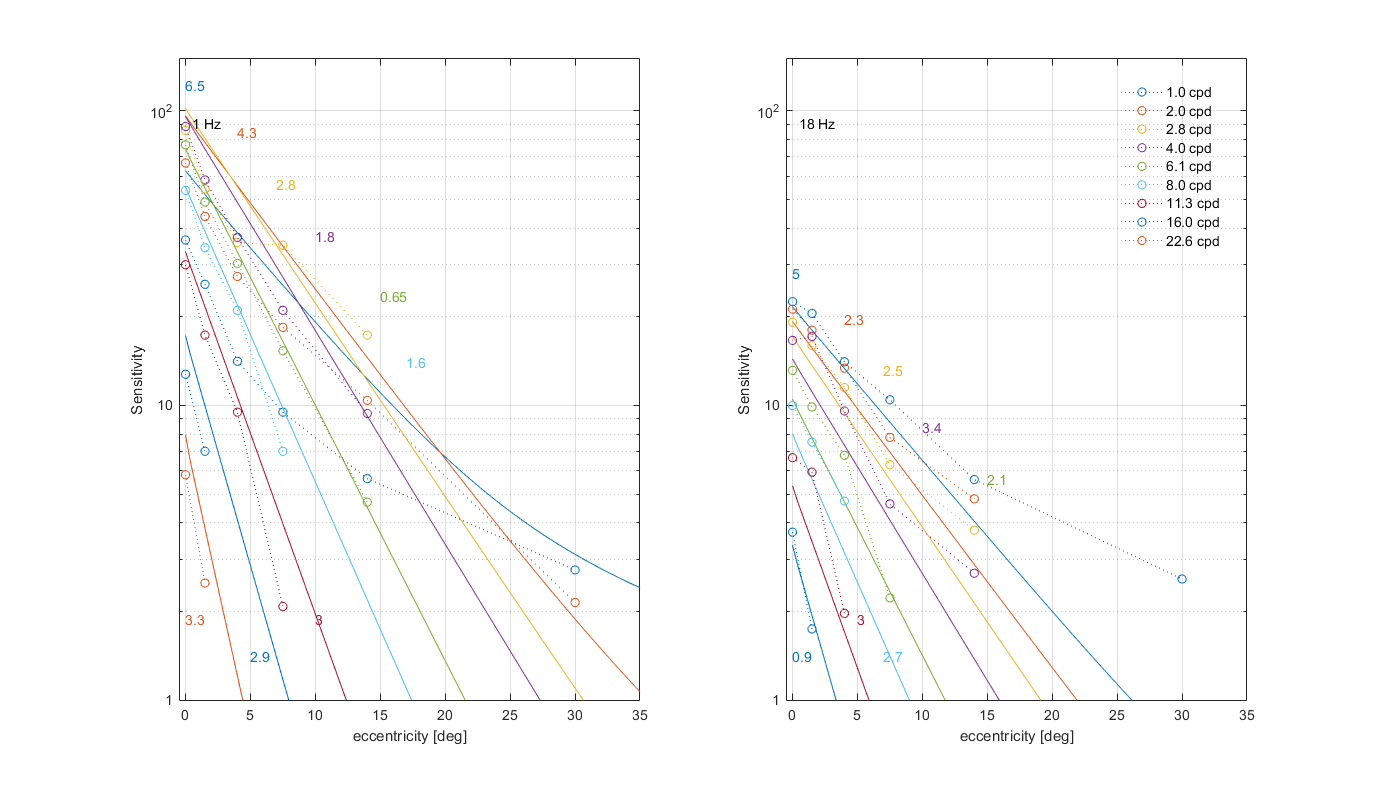 6.5
10²
1 Hz
4.3
2.8
1.8
0.65
1.6
10
3.3
3
2.9
1
0
5
10
15
20
25
30
35
eccentricity [deg]
Sensitivity
10²
18 Hz
1.0 cpd
2.0 cpd
2.8 cpd
4.0 cpd
6.1 cpd
8.0 cpd
11.3 cpd
16.0 cpd
22.6 cpd
5
2.3
2.5
10
3.4
2.1
3
0.9
2.7
1
0
5
10
15
20
25
30
35
eccentricity [deg]
Sensitivity